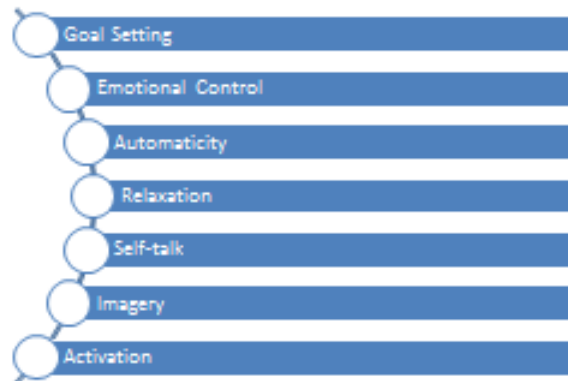 Goal Setting
Emotional Control
Automaticity
Relaxation
Self-talk
Imagery
Activation